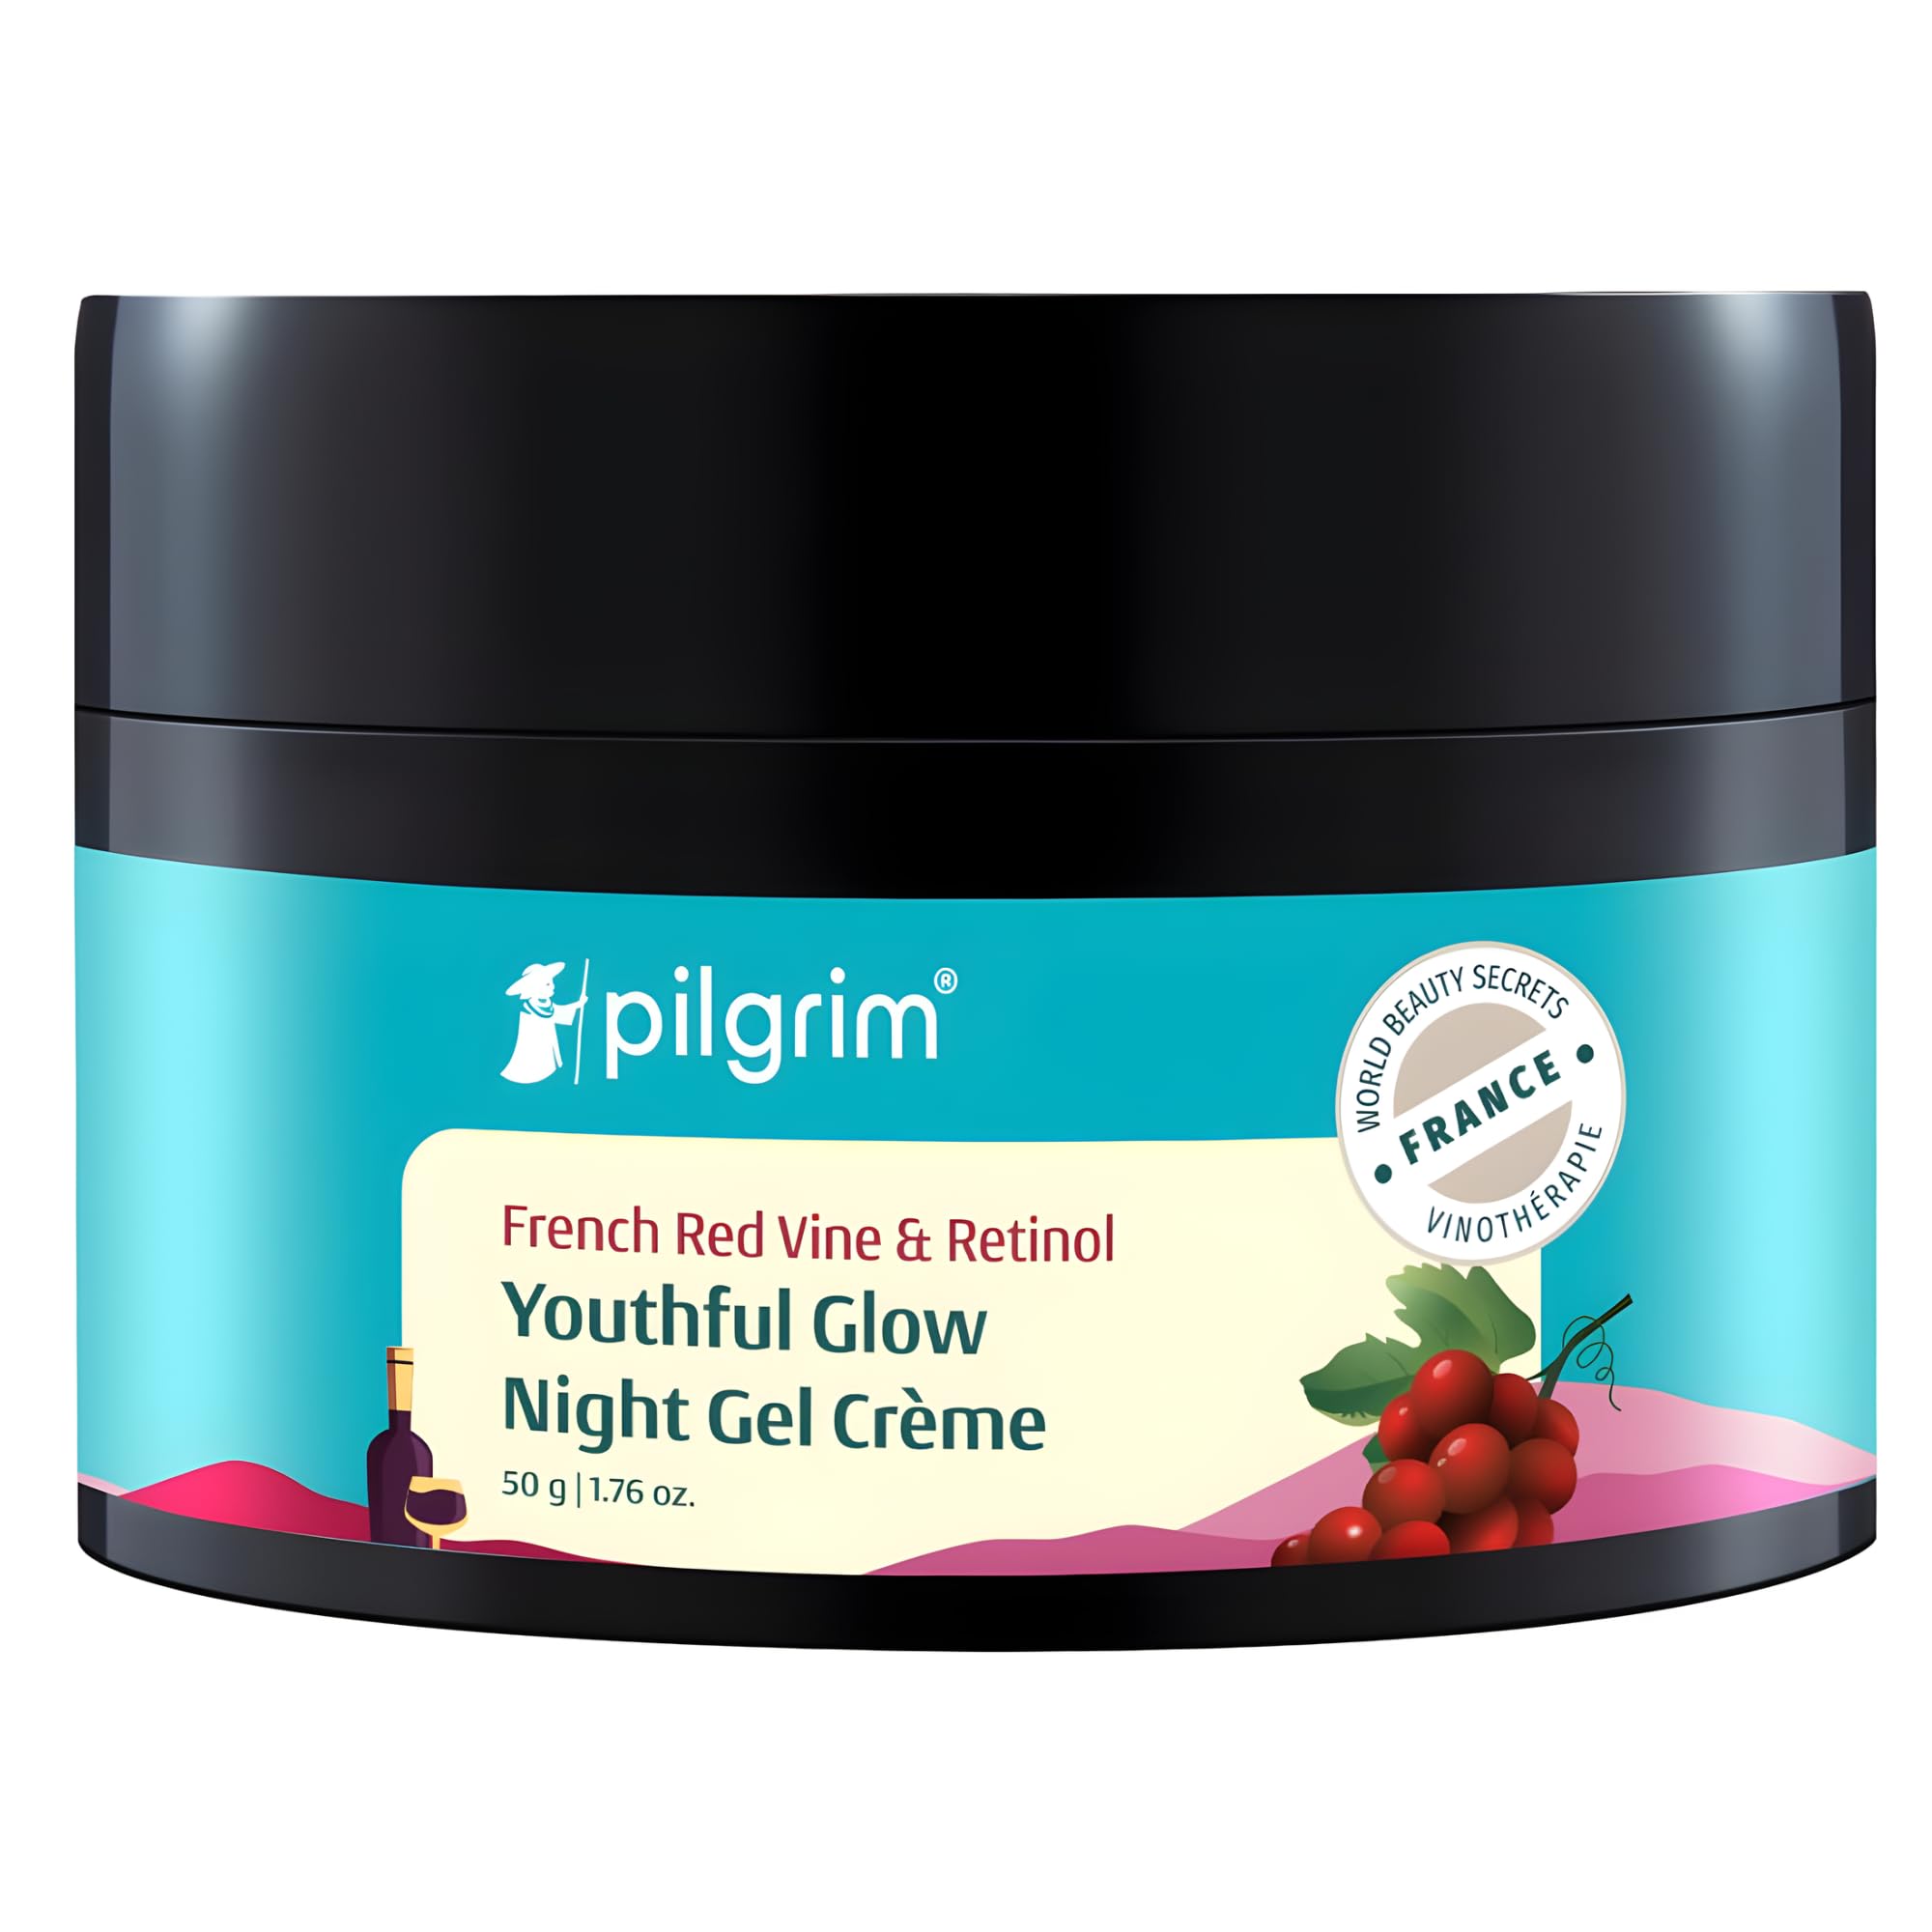 pilgrim®
WORLD BEAUTY SECRETS
FRANCE
VINOTHÉRAPIE
French Red Vine & Retinol
Youthful Glow
Night Gel Crème
50 g | 1.76 oz.